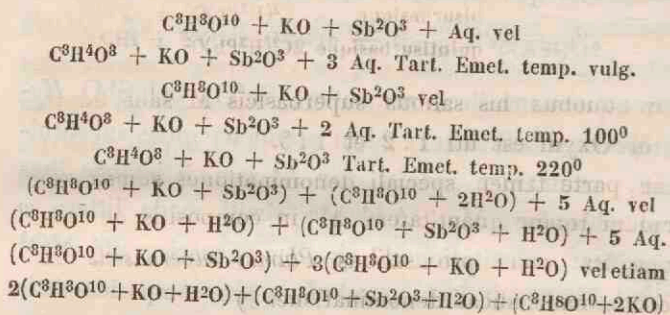 C⁸H⁸O¹⁰ + KO + Sb²O³ + Aq. vel
C⁸H⁴O⁸ + KO + Sb²O³ + 3 Aq. Tart. Emet. temp. vulg.
C⁸H⁸O¹⁰ + KO + Sb²O³ vel
C⁸H⁴O⁸ + KO + Sb²O³ + 2 Aq. Tart. Emet. temp. 100⁰
C⁸H⁴O⁸ + KO + Sb²O³ Tart. Emet. temp. 220⁰
(C⁸H⁸O¹⁰ + KO + Sb²O³) + (C⁸H⁸O¹⁰ + 2H²O) + 5 Aq. vel
(C⁸H⁸O¹⁰ + KO + H²O) + (C⁸H⁸O¹⁰ + Sb²O³ + H²O) + 5 Aq.
(C⁸H⁸O¹⁰ + KO + Sb²O³) + 3(C⁸H⁸O¹⁰ + KO + H²O) vel etiam
2(C⁸H⁸O¹⁰+KO+H²O)+(C⁸H⁸O¹⁰+Sb²O³+H²O)+(C⁸H⁸O¹⁰+2KO)